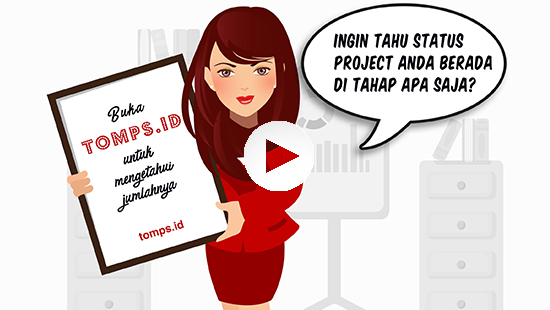 Buka
TOMPS.ID
untuk
mengetahui
jumlahnya
tomps.id
INGIN TAHU STATUS
PROJECT ANDA BERADA
DI TAHAP APA SAJA?